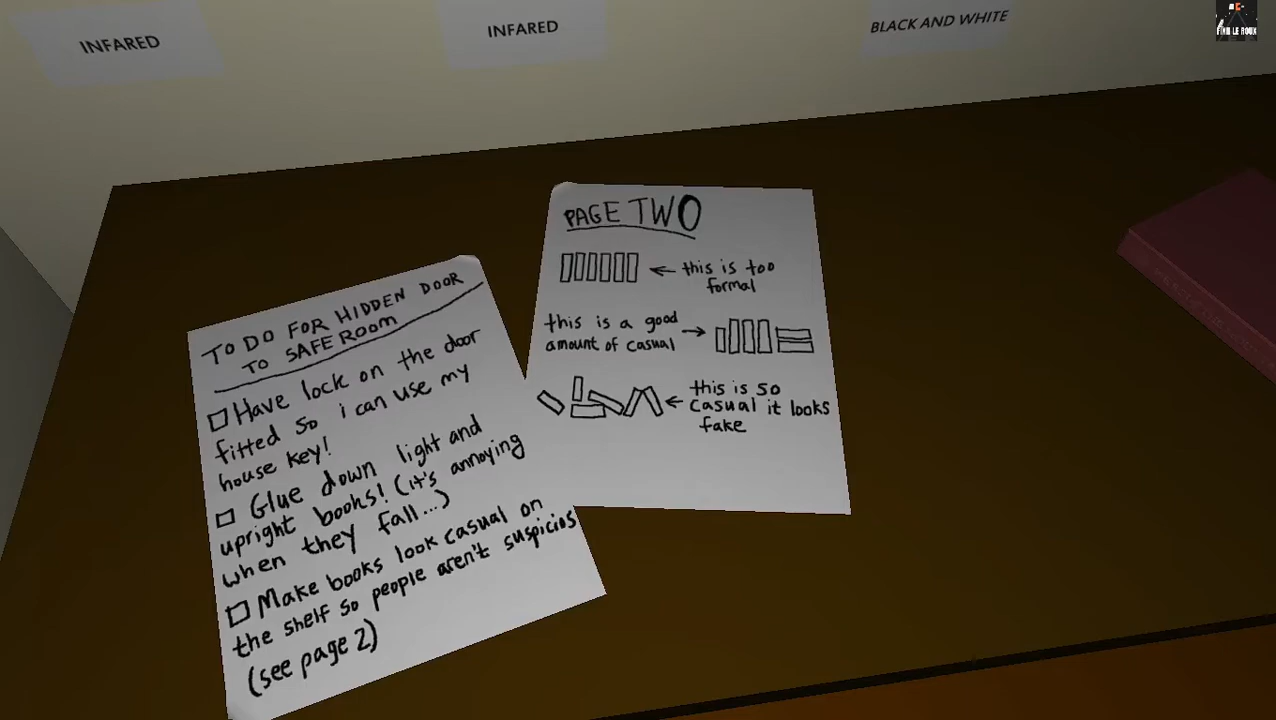 INFARED
INFARED
BLACK AND WHITE
FINN LE ROUX
TO DO FOR HIDDEN DOOR
TO SAFE ROOM
Have lock on the door
fitted so i can use my
house key!
Glue down light and
upright books! (it's annoying
when they fall...)
Make books look casual on
the shelf so people aren't suspicios
(see page 2)
PAGE TWO
this is too
formal
this is a good
amount of casual
this is so
casual it looks
fake